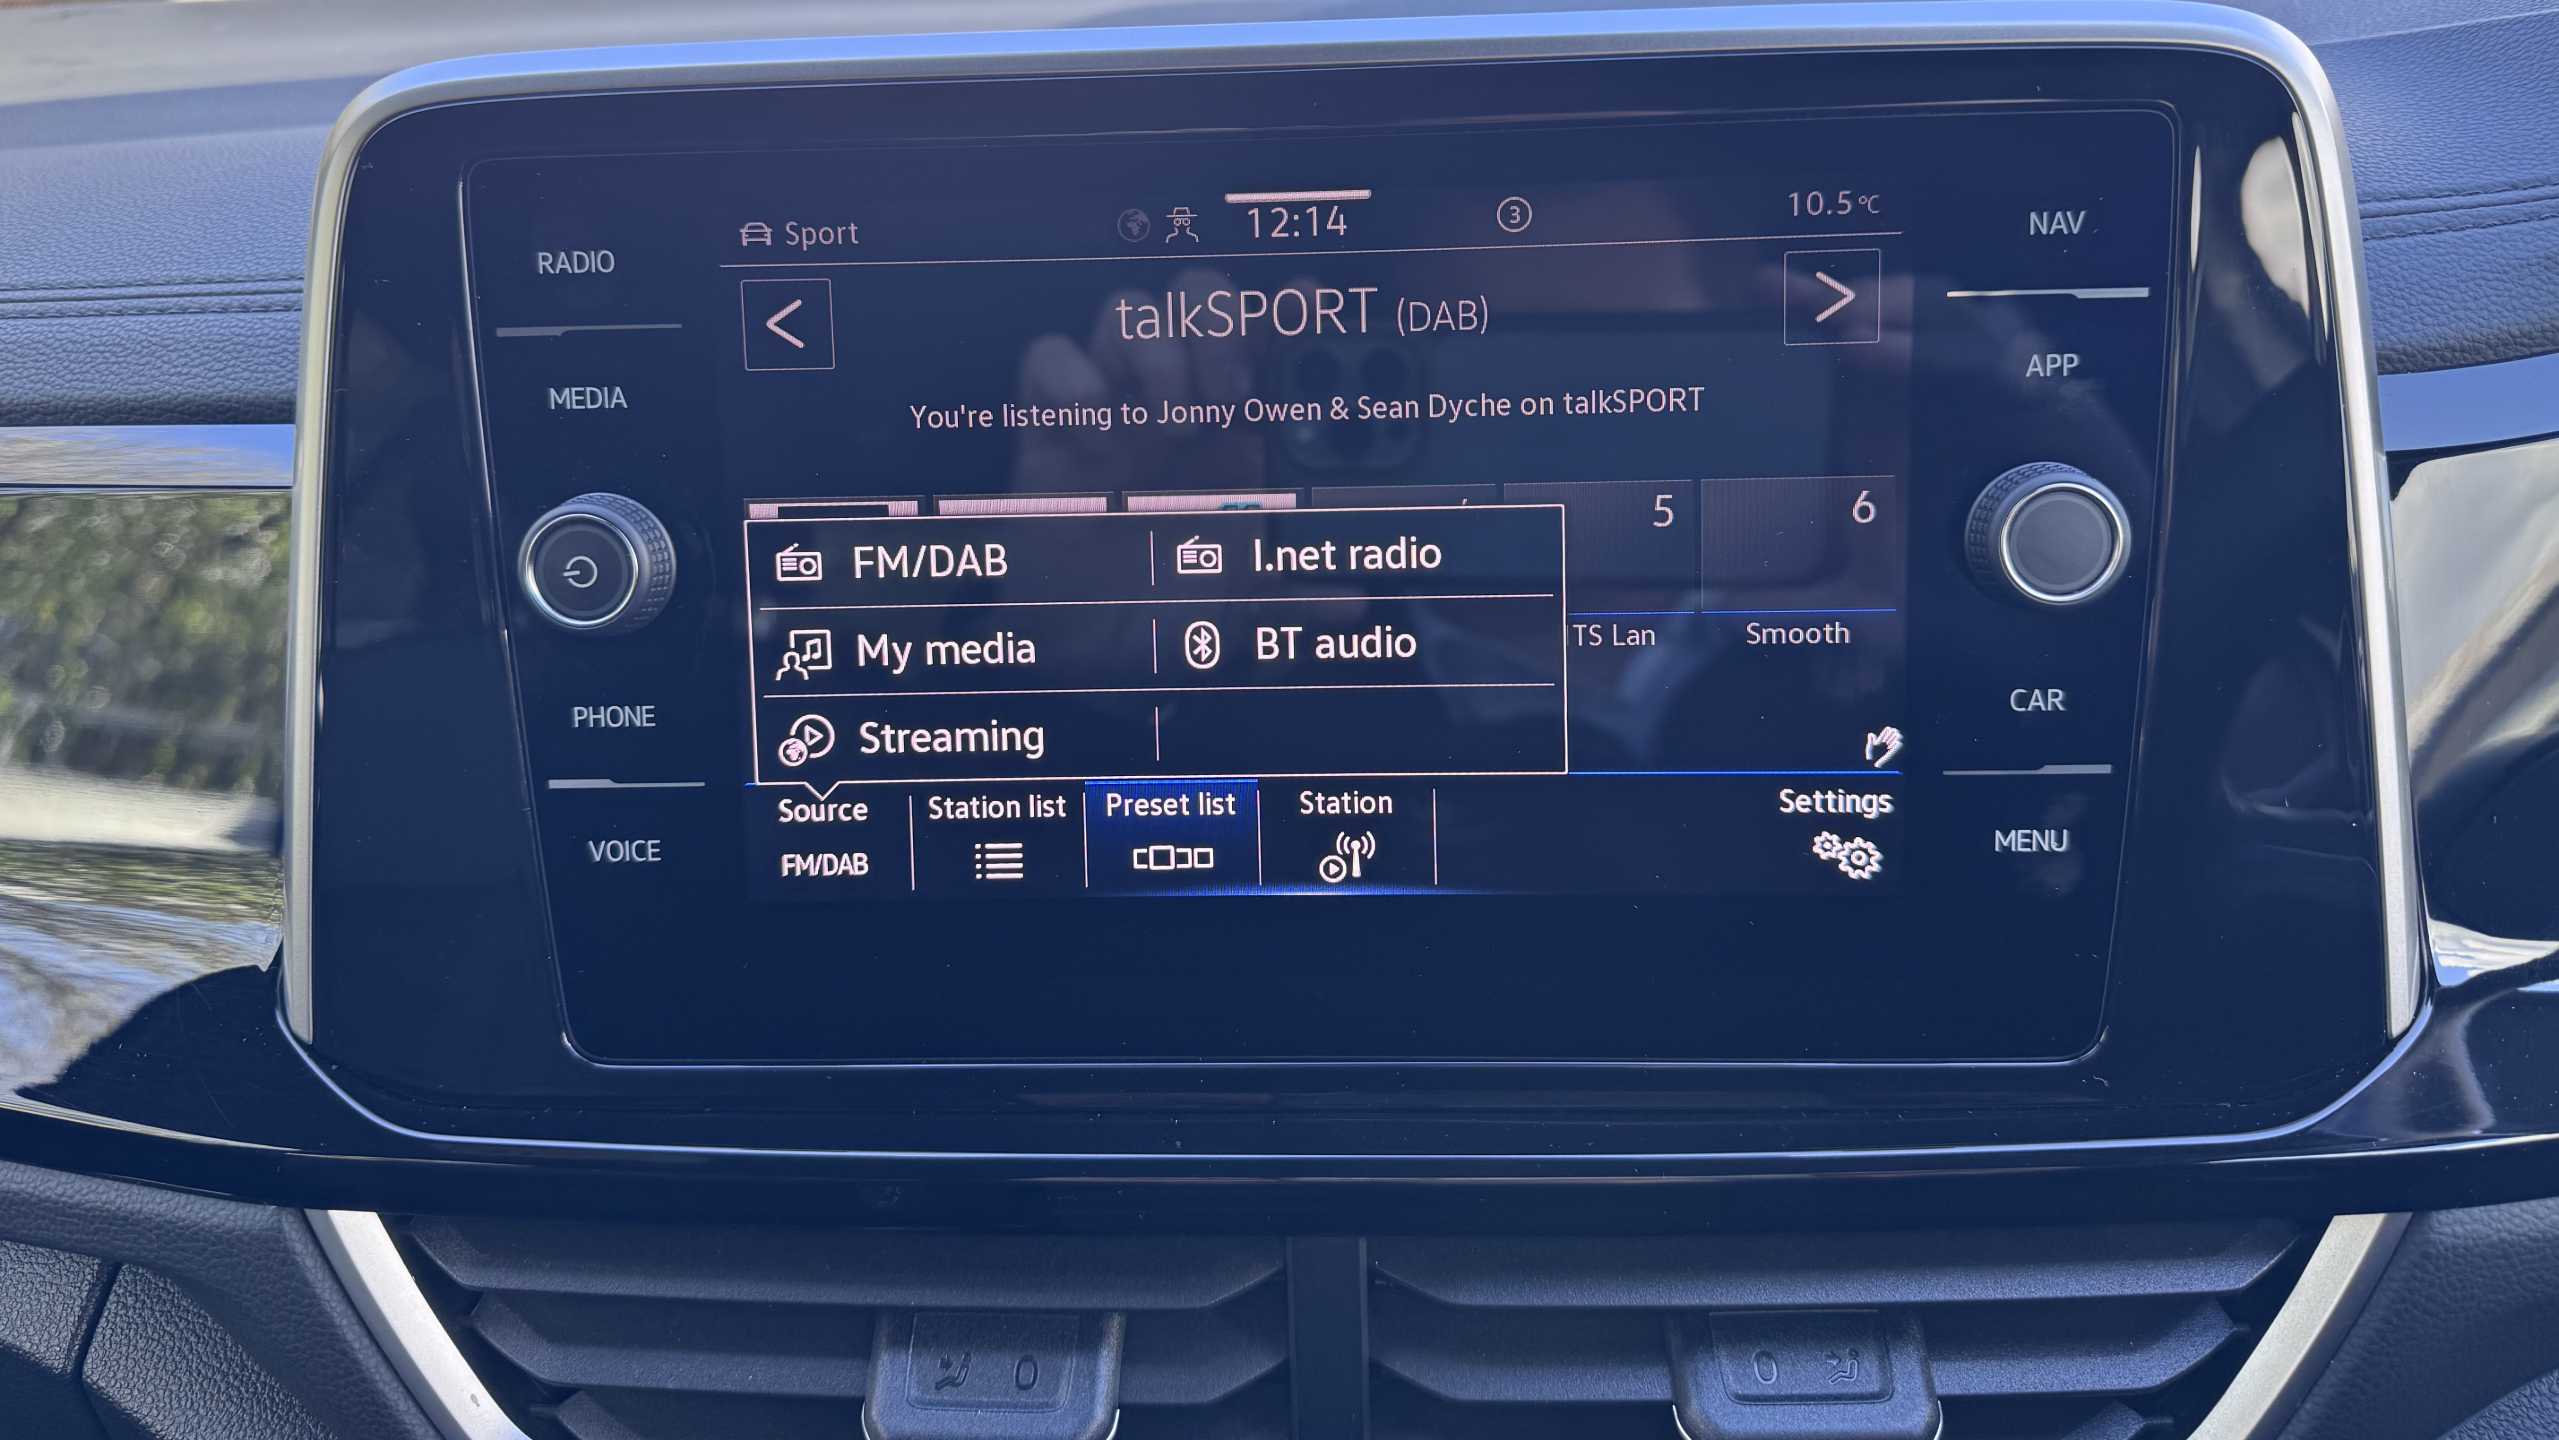 RADIO
MEDIA
PHONE
VOICE
Sport
12:14
3
10.5°C
<
talkSPORT (DAB)
>
You're listening to Jonny Owen & Sean Dyche on talkSPORT
5
6
TS Lan
Smooth
FM/DAB
I.net radio
My media
BT audio
Streaming
Source
FM/DAB
Station list
Preset list
Station
Settings
NAV
APP
CAR
MENU
0
0